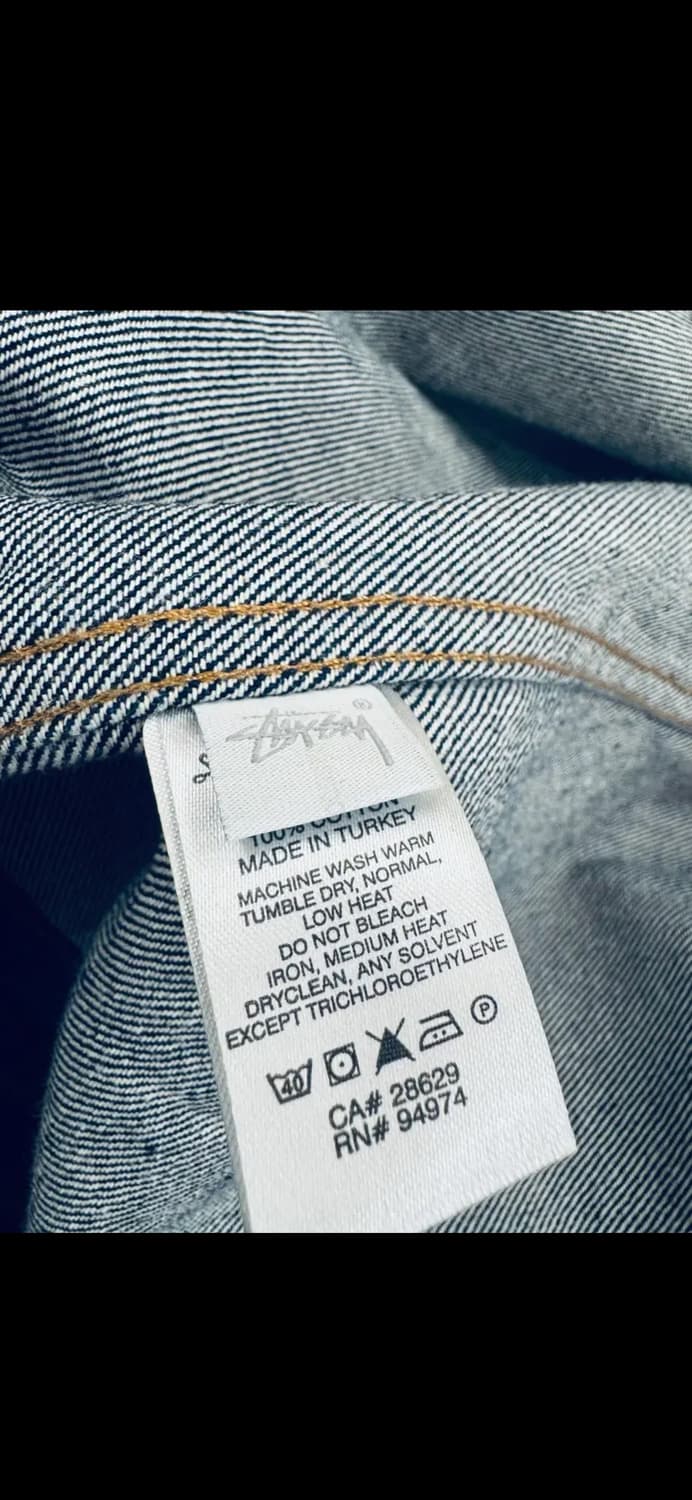 Stüssy ®
100% COTTON
MADE IN TURKEY
MACHINE WASH WARM
TUMBLE DRY, NORMAL,
LOW HEAT
DO NOT BLEACH
IRON, MEDIUM HEAT
DRYCLEAN, ANY SOLVENT
EXCEPT TRICHLOROETHYLENE
40 P
CA# 28629
RN# 94974